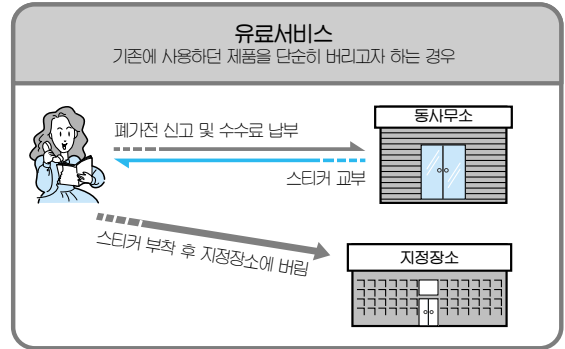 유료서비스
기존에 사용하던 제품을 단순히 버리고자 하는 경우
폐가전 신고 및 수수료 납부
동사무소
스티커 교부
스티커 부착 후 지정장소에 버림
지정장소